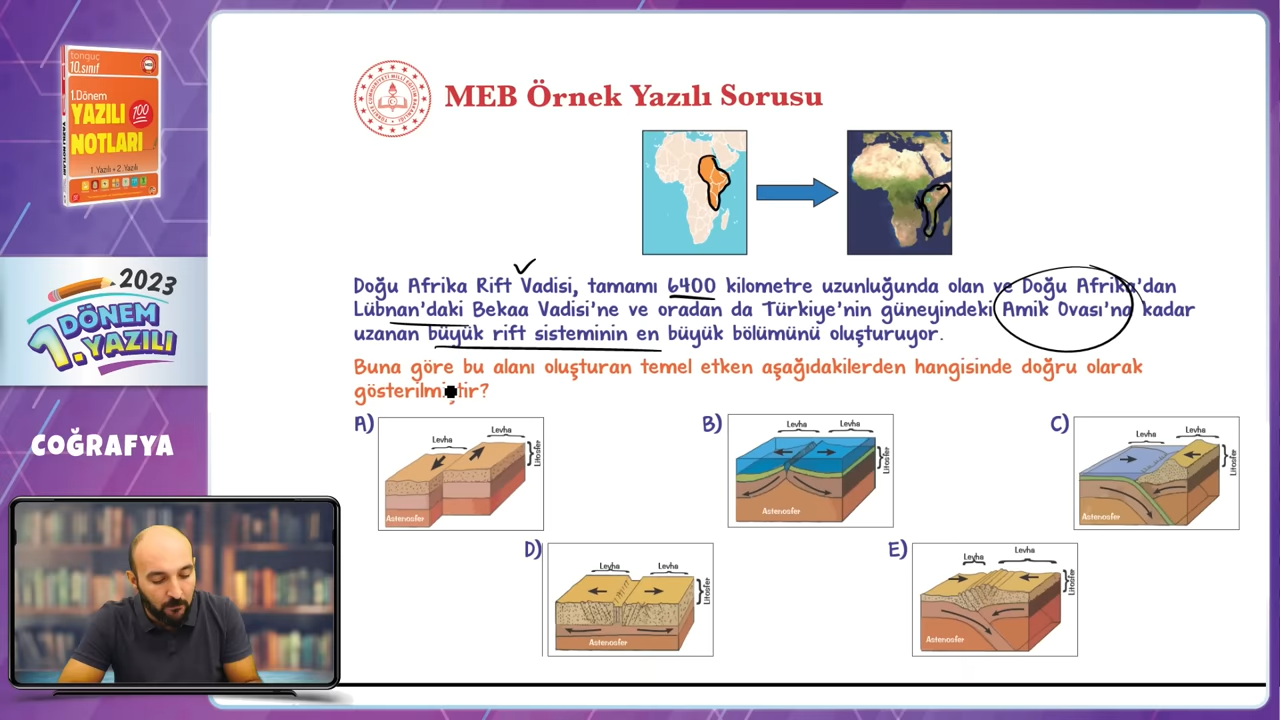 tonguç
10.sınıf
1.Dönem
YAZILI
100
NOTLARI
1. Yazılı • 2. Yazılı
YAZILI NOTLARI
2023
1. DÖNEM
YAZILI
COĞRAFYA
MEB Örnek Yazılı Sorusu
Doğu Afrika Rift Vadisi, tamamı 6400 kilometre uzunluğunda olan ve Doğu Afrika'dan
Lübnan'daki Bekaa Vadisi'ne ve oradan da Türkiye'nin güneyindeki Amik Ovası'na kadar
uzanan büyük rift sisteminin en büyük bölümünü oluşturuyor.
Buna göre bu alanı oluşturan temel etken aşağıdakilerden hangisinde doğru olarak
gösterilmiştir?
A)
Levha
Levha
Litosfer
Astenosfer
B)
Levha
Levha
Litosfer
Astenosfer
C)
Levha
Levha
Litosfer
Astenosfer
D)
Levha
Levha
Litosfer
Astenosfer
E)
Levha
Levha
Litosfer
Astenosfer